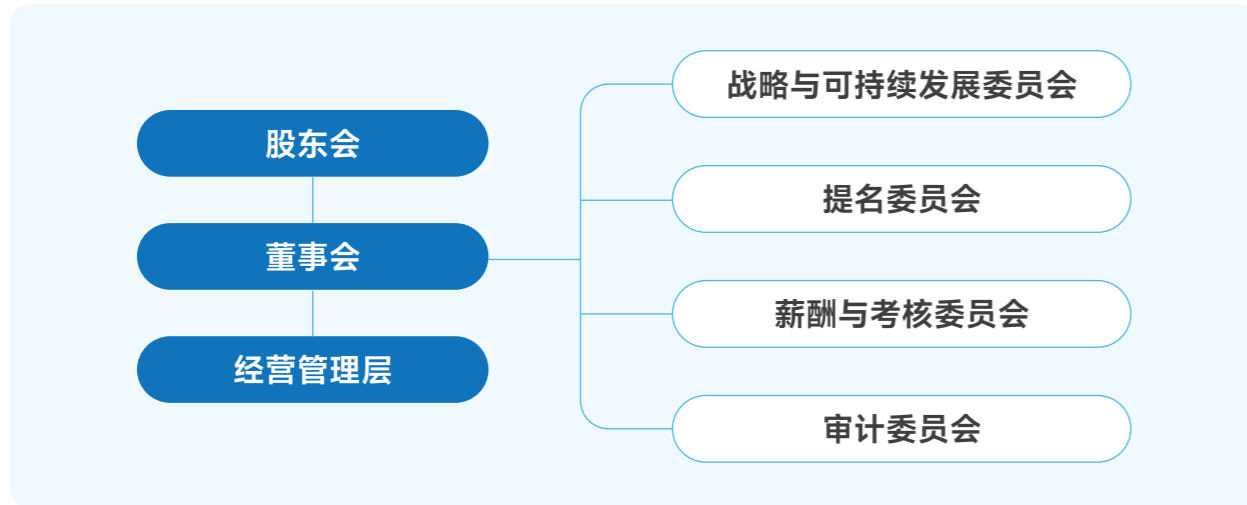 股东会
董事会
经营管理层
战略与可持续发展委员会
提名委员会
薪酬与考核委员会
审计委员会